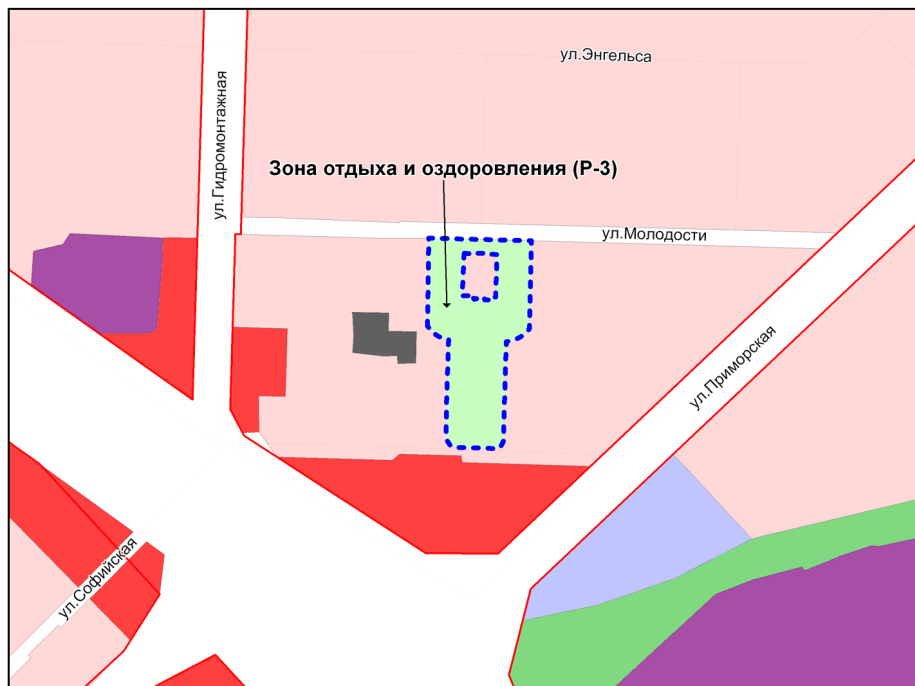 ул.Энгельса
ул.Гидромонтажная
Зона отдыха и оздоровления (Р-3)
ул.Молодости
ул.Приморская
ул.Софийская